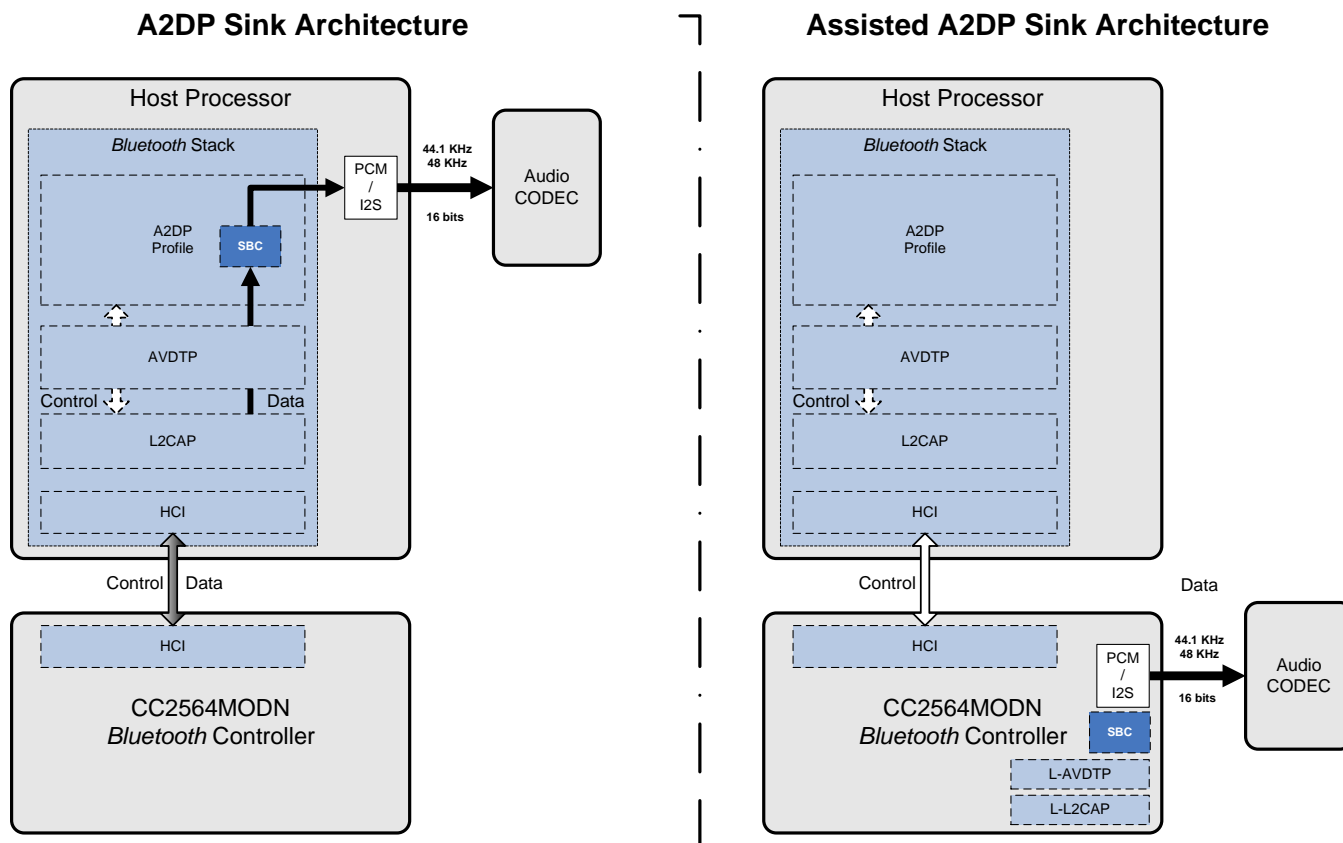 A2DP Sink Architecture
Host Processor
Bluetooth Stack
A2DP
Profile
SBC
PCM
/
I2S
44.1 KHz
48 KHz
16 bits
Audio
CODEC
AVDTP
Control
Data
L2CAP
HCI
Control
Data
HCI
CC2564MODN
Bluetooth Controller
Assisted A2DP Sink Architecture
Host Processor
Bluetooth Stack
A2DP
Profile
AVDTP
Control
L2CAP
HCI
Control
Data
HCI
CC2564MODN
Bluetooth Controller
PCM
/
I2S
44.1 KHz
48 KHz
16 bits
Audio
CODEC
SBC
L-AVDTP
L-L2CAP